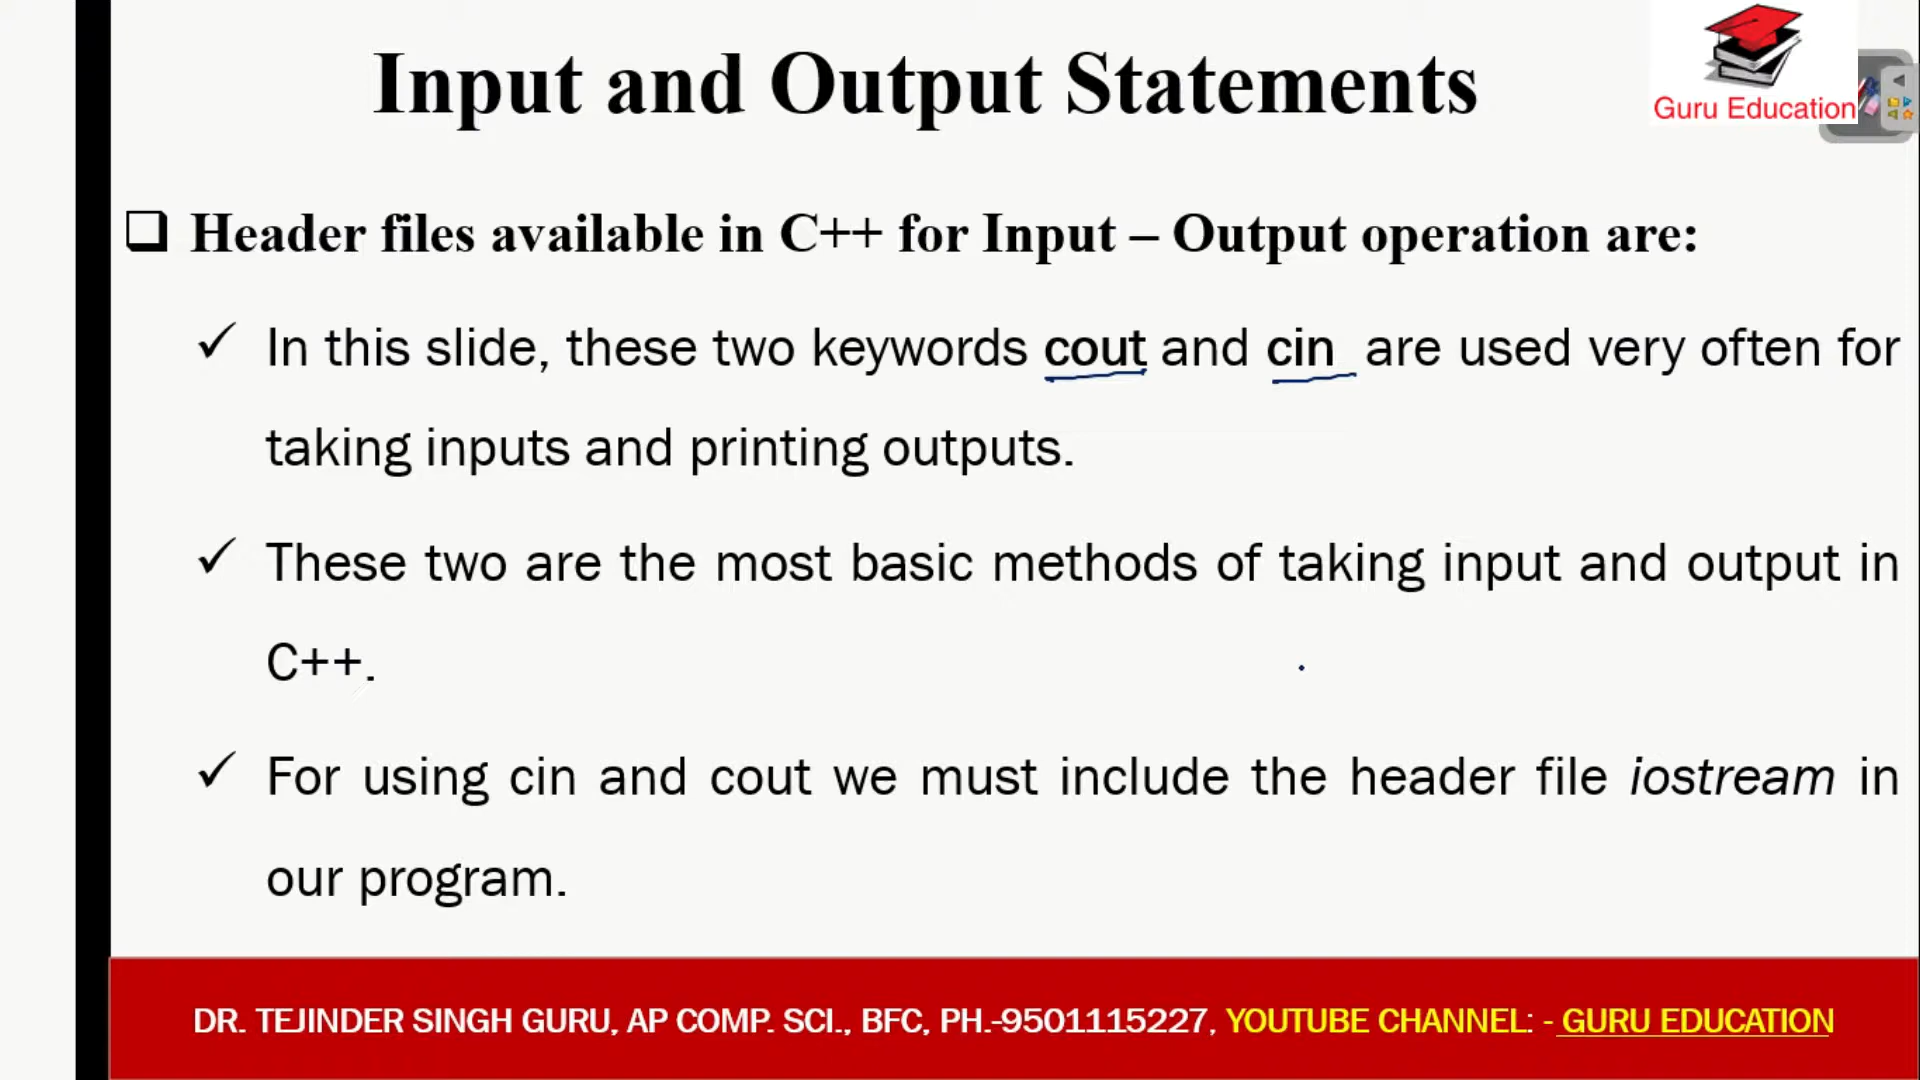 Input and Output Statements
Guru Education
Header files available in C++ for Input – Output operation are:
In this slide, these two keywords cout and cin are used very often for
taking inputs and printing outputs.
These two are the most basic methods of taking input and output in
C++.
For using cin and cout we must include the header file iostream in
our program.
DR. TEJINDER SINGH GURU, AP COMP. SCI., BFC, PH.-9501115227, YOUTUBE CHANNEL: - GURU EDUCATION